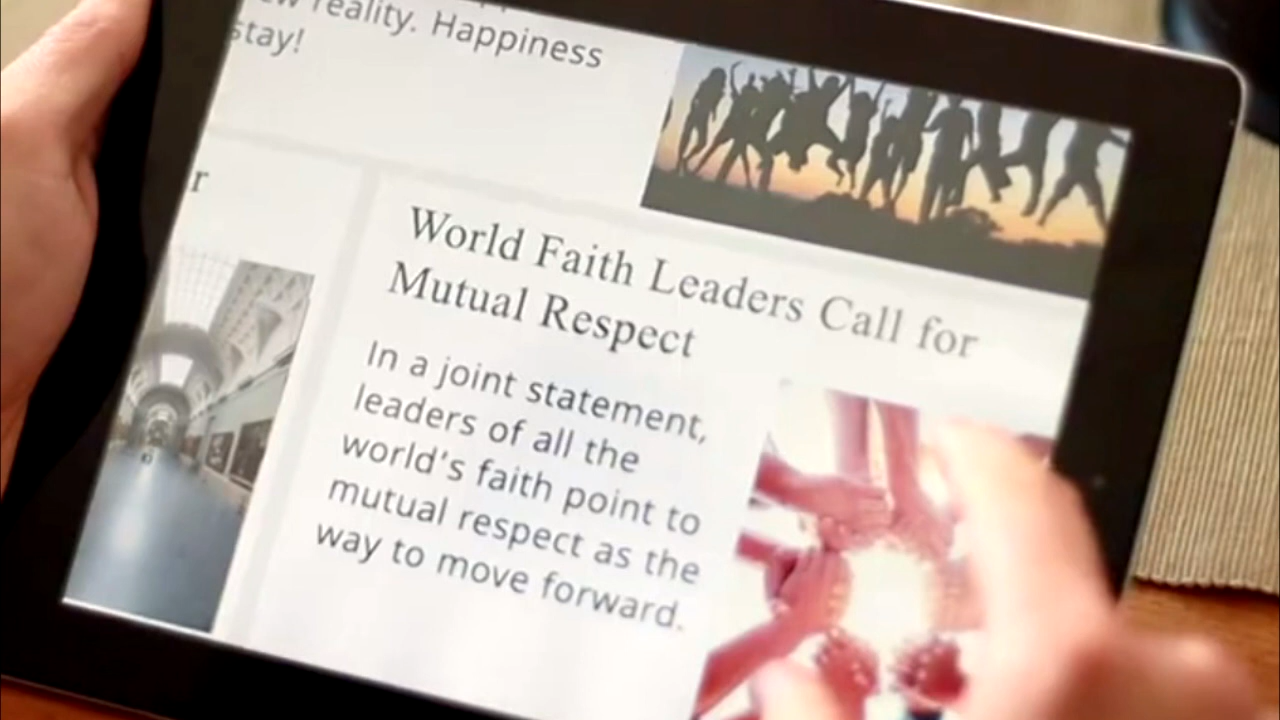 reality. Happiness
stay!
r
World Faith Leaders Call for
Mutual Respect
In a joint statement,
leaders of all the
world's faith point to
mutual respect as the
way to move forward.